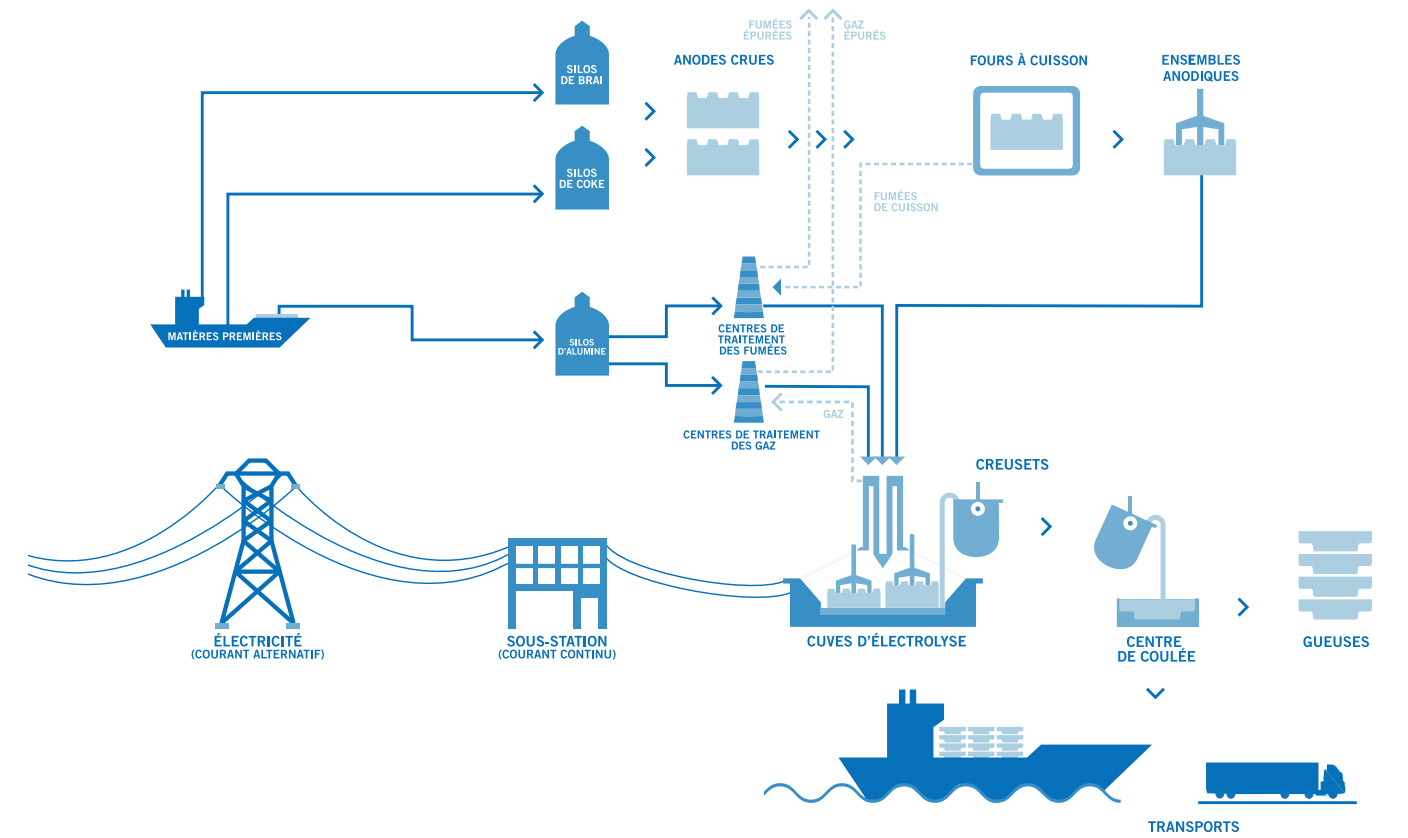 FUMÉES
ÉPURÉES
GAZ
ÉPURÉS
SILOS
DE BRAI
ANODES CRUES
FOURS À CUISSON
ENSEMBLES
ANODIQUES
SILOS
DE COKE
FUMÉES
DE CUISSON
MATIÈRES PREMIÈRES
SILOS
D'ALUMINE
CENTRES DE
TRAITEMENT
DES FUMÉES
GAZ
CENTRES DE TRAITEMENT
DES GAZ
CREUSETS
ÉLECTRICITÉ
(COURANT ALTERNATIF)
SOUS-STATION
(COURANT CONTINU)
CUVES D'ÉLECTROLYSE
CENTRE
DE COULÉE
GUEUSES
TRANSPORTS